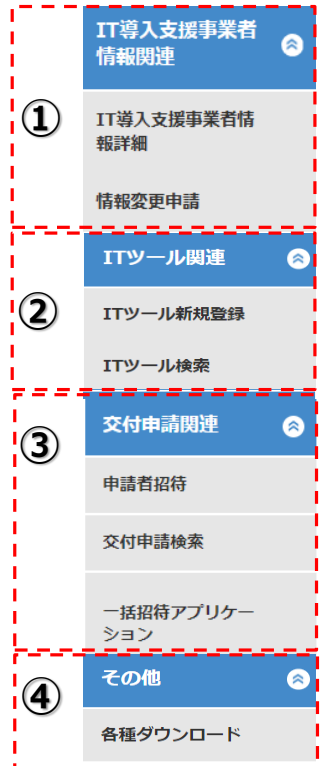 ①
IT導入支援事業者
情報関連
IT導入支援事業者情
報詳細
情報変更申請
②
ITツール関連
ITツール新規登録
ITツール検索
③
交付申請関連
申請者招待
交付申請検索
一括招待アプリケー
ション
④
その他
各種ダウンロード